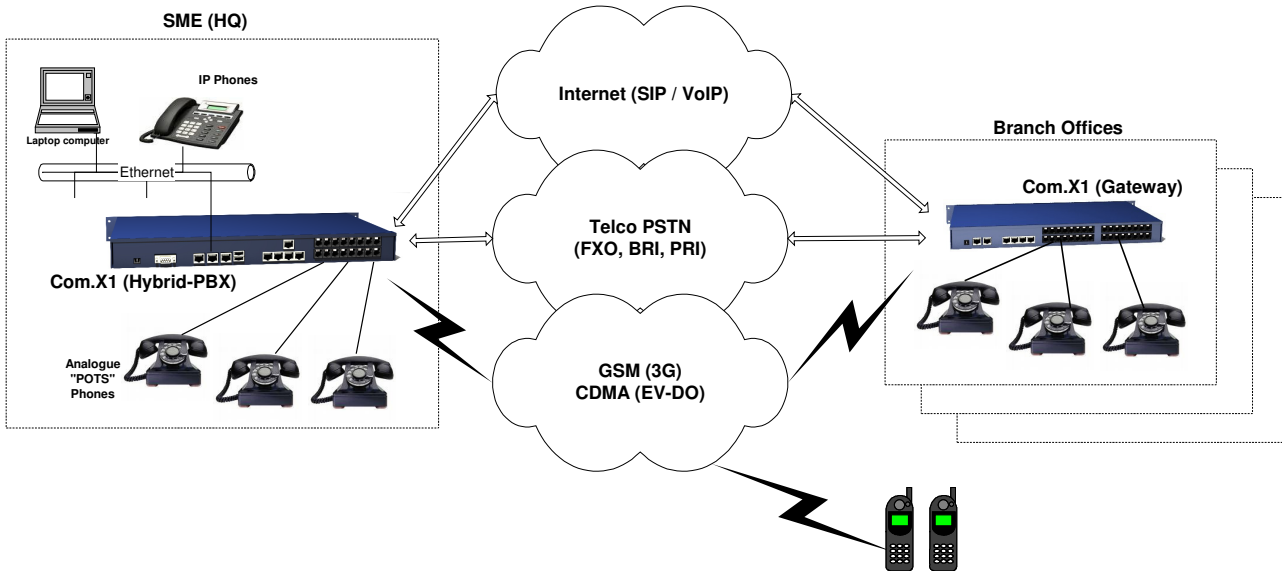 SME (HQ)
IP Phones
Laptop computer
Ethernet
Com.X1 (Hybrid-PBX)
Analogue
"POTS"
Phones
Internet (SIP / VoIP)
Telco PSTN
(FXO, BRI, PRI)
GSM (3G)
CDMA (EV-DO)
Branch Offices
Com.X1 (Gateway)